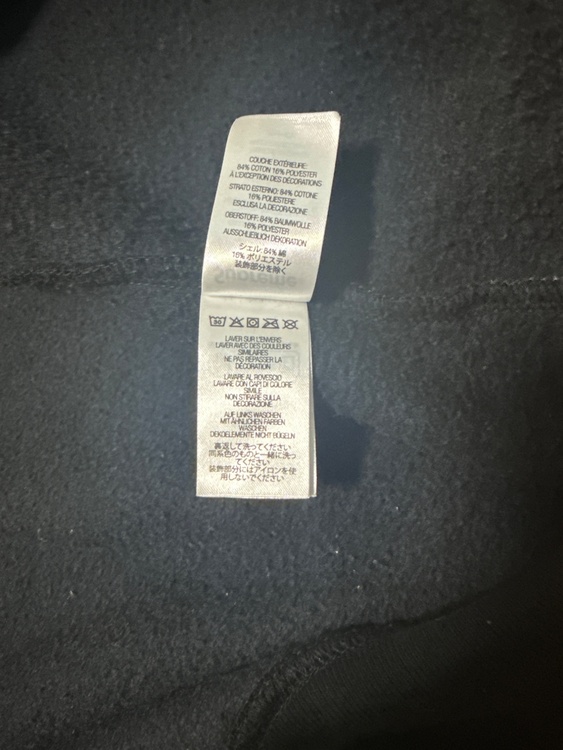 COUCHE EXTÉRIEURE:
84% COTON 16% POLYESTER
À L'EXCEPTION DES DÉCORATIONS
STRATO ESTERNO: 84% COTONE
16% POLIESTERE
ESCLUSA LA DECORAZIONE
OBERSTOFF: 84% BAUMWOLLE
16% POLYESTER
AUSSCHLIEßLICH DEKORATION
シェル: 84% 綿
16% ポリエステル
装飾部分を除く
Supreme
30
LAVER SUR L'ENVERS
LAVER AVEC DES COULEURS
SIMILAIRES
NE PAS REPASSER LA
DÉCORATION
LAVARE AL ROVESCIO
LAVARE CON CAPI DI COLORE
SIMILE
NON STIRARE SULLA
DECORAZIONE
AUF LINKS WASCHEN
MIT ÄHNLICHEN FARBEN
WASCHEN
DEKOELEMENTE NICHT BÜGELN
裏返して洗ってください
同系色のものと一緒に洗っ
てください
装飾部分にはアイロンを使
用しないでください